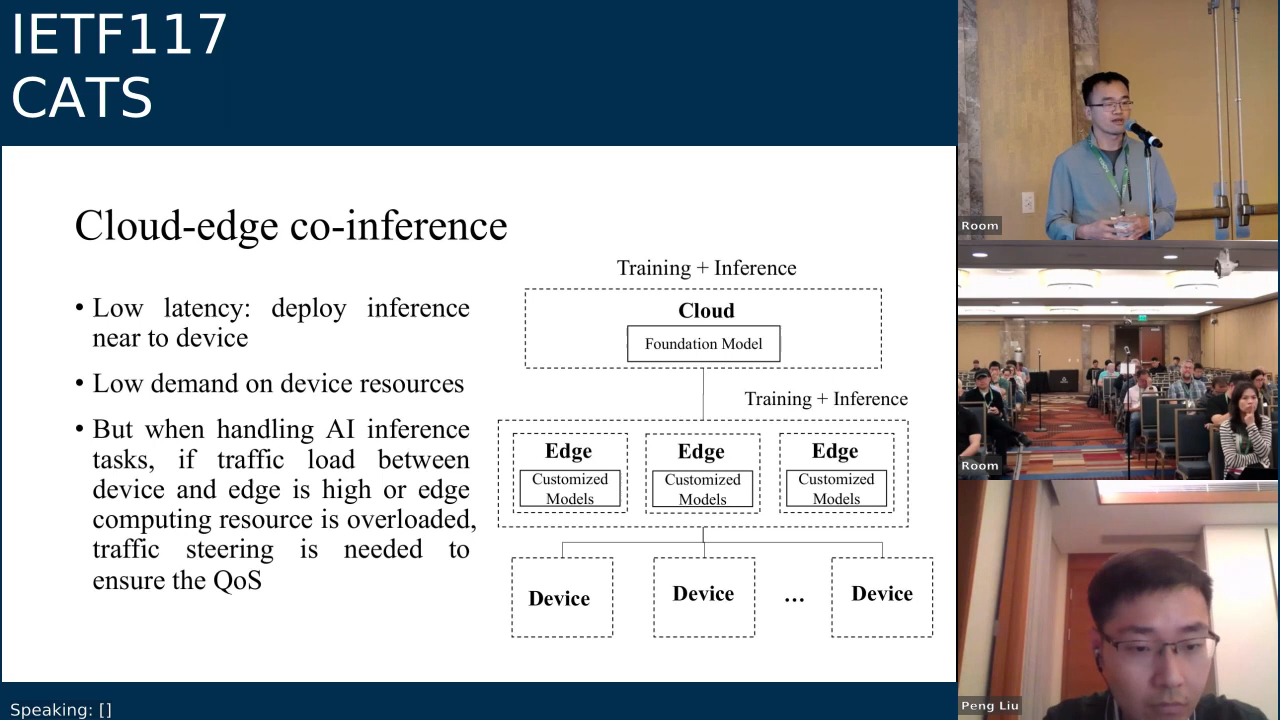 IETF117
CATS
Cloud-edge co-inference
• Low latency: deploy inference
near to device
• Low demand on device resources
• But when handling AI inference
tasks, if traffic load between
device and edge is high or edge
computing resource is overloaded,
traffic steering is needed to
ensure the QoS
Training + Inference
Cloud
Foundation Model
Training + Inference
Edge
Customized
Models
Edge
Customized
Models
Edge
Customized
Models
Device
Device
...
Device
Speaking: []
Room
Room
Peng Liu